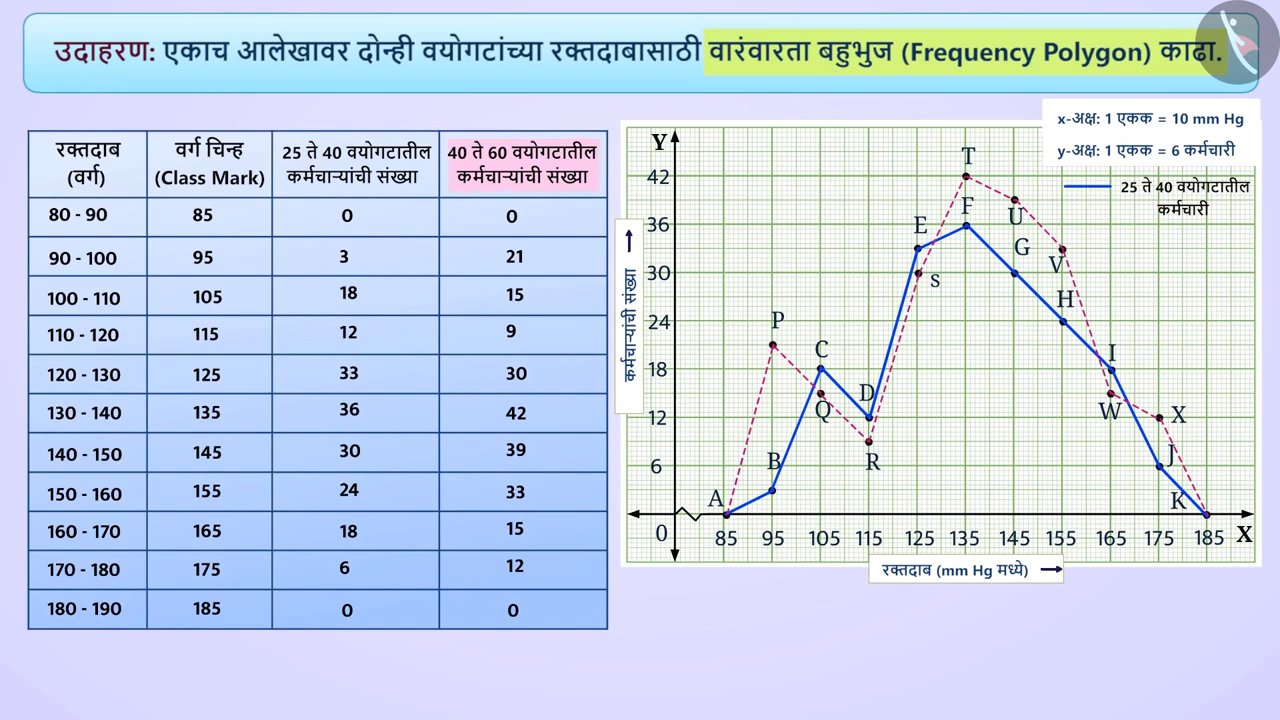 उदाहरण: एकाच आलेखावर दोन्ही वयोगटांच्या रक्तदाबासाठी वारंवारता बहुभुज (Frequency Polygon) काढा.
रक्तदाब (वर्ग) वर्ग चिन्ह (Class Mark) 25 ते 40 वयोगटातील कर्मचाऱ्यांची संख्या 40 ते 60 वयोगटातील कर्मचाऱ्यांची संख्या
80 - 90 85 0 0
90 - 100 95 3 21
100 - 110 105 18 15
110 - 120 115 12 9
120 - 130 125 33 30
130 - 140 135 36 42
140 - 150 145 30 39
150 - 160 155 24 33
160 - 170 165 18 15
170 - 180 175 6 12
180 - 190 185 0 0
x-अक्ष: 1 एकक = 10 mm Hg
y-अक्ष: 1 एकक = 6 कर्मचारी
25 ते 40 वयोगटातील
कर्मचारी
Y
42
36
30
24
18
12
6
0
कर्मचाऱ्यांची संख्या
A
B
C
D
E
F
G
H
I
J
K
P
Q
R
s
T
U
V
W
X
85 95 105 115 125 135 145 155 165 175 185 X
रक्तदाब (mm Hg मध्ये)